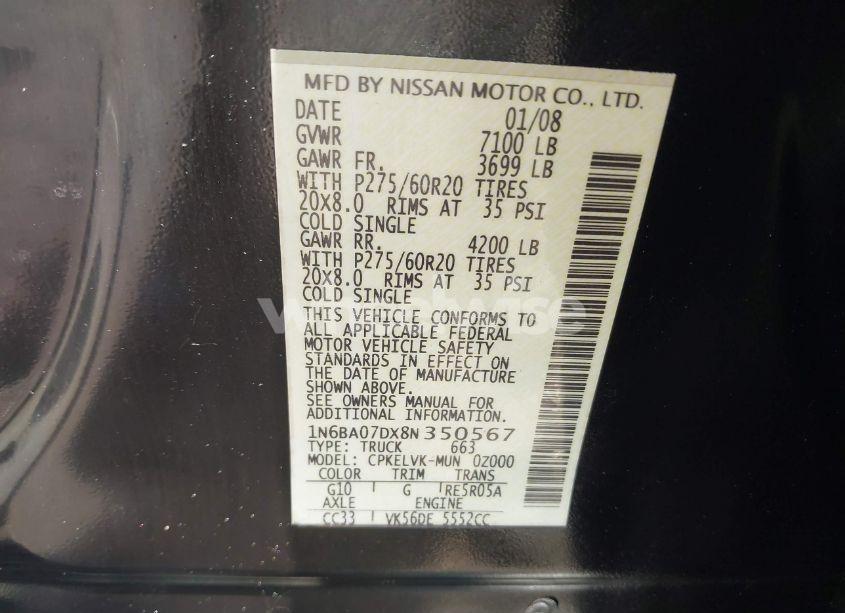 MFD BY NISSAN MOTOR CO., LTD.
DATE 01/08
GVWR 7100 LB
GAWR FR. 3699 LB
WITH P275/60R20 TIRES
20X8.0 RIMS AT 35 PSI
COLD SINGLE
GAWR RR. 4200 LB
WITH P275/60R20 TIRES
20X8.0 RIMS AT 35 PSI
COLD SINGLE
THIS VEHICLE CONFORMS TO
ALL APPLICABLE FEDERAL
MOTOR VEHICLE SAFETY
STANDARDS IN EFFECT ON
THE DATE OF MANUFACTURE
SHOWN ABOVE.
SEE OWNERS MANUAL FOR
ADDITIONAL INFORMATION.
1N6BA07DX8N350567
TYPE: TRUCK 663
MODEL: CPKELVK-MUN 0Z000
COLOR TRIM TRANS
G10 G RE5R05A
AXLE ENGINE
CC33 VK56DE 5552CC